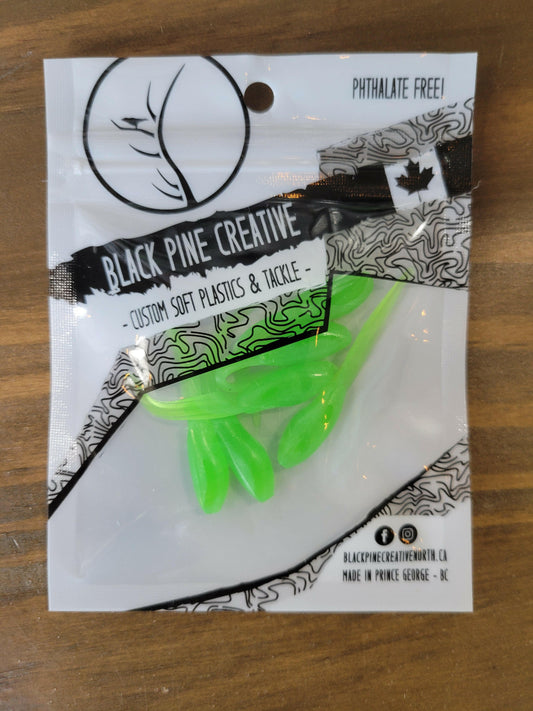 PHTHALATE FREE!
BLACK PINE CREATIVE
- CUSTOM SOFT PLASTICS & TACKLE -
BLACKPINECREATIVENORTH.CA
MADE IN PRINCE GEORGE - BC